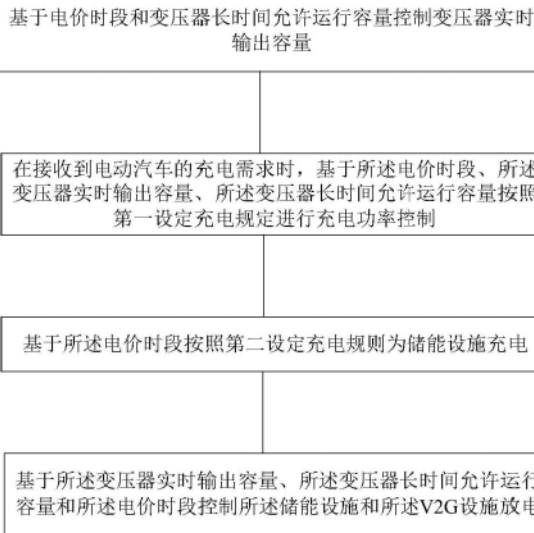 基于电价时段和变压器长时间允许运行容量控制变压器实时
输出容量
在接收到电动汽车的充电需求时，基于所述电价时段、所述
变压器实时输出容量、所述变压器长时间允许运行容量按照
第一设定充电规定进行充电功率控制
基于所述电价时段按照第二设定充电规则为储能设施充电
基于所述变压器实时输出容量、所述变压器长时间允许运行
容量和所述电价时段控制所述储能设施和所述V2G设施放电